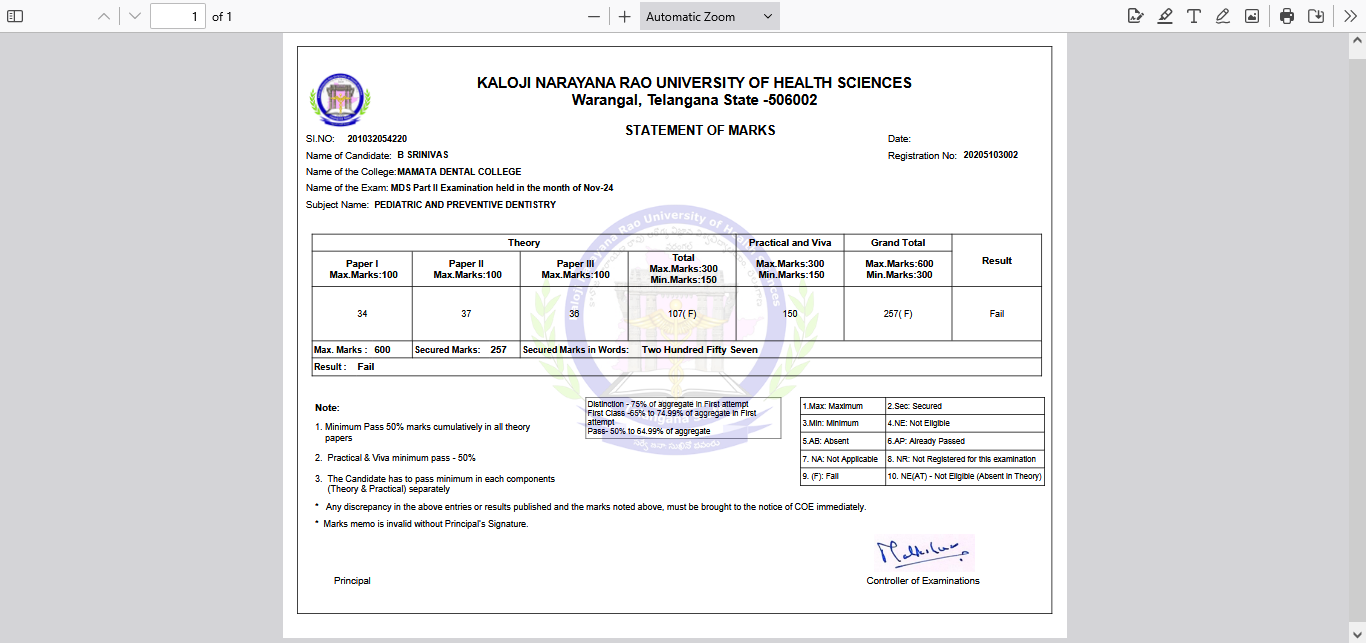 1 of 1 Automatic Zoom
KALOJI NARAYANA RAO UNIVERSITY OF HEALTH SCIENCES
Warangal, Telangana State -506002
STATEMENT OF MARKS
SI.NO: 201032054220 Date:
Name of Candidate: B SRINIVAS Registration No: 20205103002
Name of the College: MAMATA DENTAL COLLEGE
Name of the Exam: MDS Part II Examination held in the month of Nov-24
Subject Name: PEDIATRIC AND PREVENTIVE DENTISTRY
Theory Practical and Viva Grand Total Result
Paper I Max.Marks:100 Paper II Max.Marks:100 Paper III Max.Marks:100 Total Max.Marks:300 Min.Marks:150 Max.Marks:300 Min.Marks:150 Max.Marks:600 Min.Marks:300
34 37 36 107( F) 150 257( F) Fail
Max. Marks : 600 Secured Marks: 257 Secured Marks in Words: Two Hundred Fifty Seven
Result : Fail
Note:
1. Minimum Pass 50% marks cumulatively in all theory
papers
2. Practical & Viva minimum pass - 50%
3. The Candidate has to pass minimum in each components
(Theory & Practical) separately
Distinction - 75% of aggregate in First attempt
First Class -65% to 74.99% of aggregate in First
attempt
Pass- 50% to 64.99% of aggregate
1.Max: Maximum 2.Sec: Secured
3.Min: Minimum 4.NE: Not Eligible
5.AB: Absent 6.AP: Already Passed
7. NA: Not Applicable 8. NR: Not Registered for this examination
9. (F): Fail 10. NE(AT) - Not Eligible (Absent in Theory)
* Any discrepancy in the above entries or results published and the marks noted above, must be brought to the notice of COE immediately.
* Marks memo is invalid without Principal's Signature.
Principal Controller of Examinations